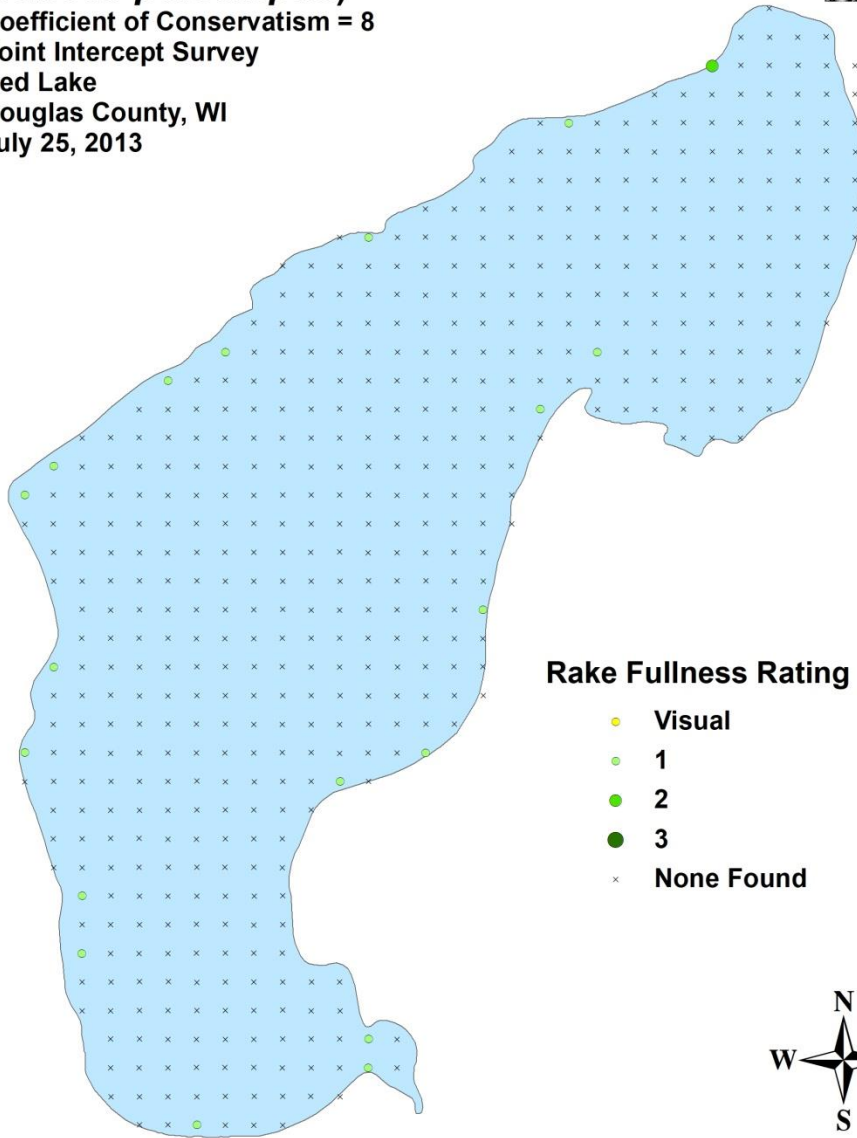 oefficient of Conservatism = 8
oint Intercept Survey
ed Lake
ouglas County, WI
uly 25, 2013
Rake Fullness Rating
Visual
1
2
3
None Found
N
W
S